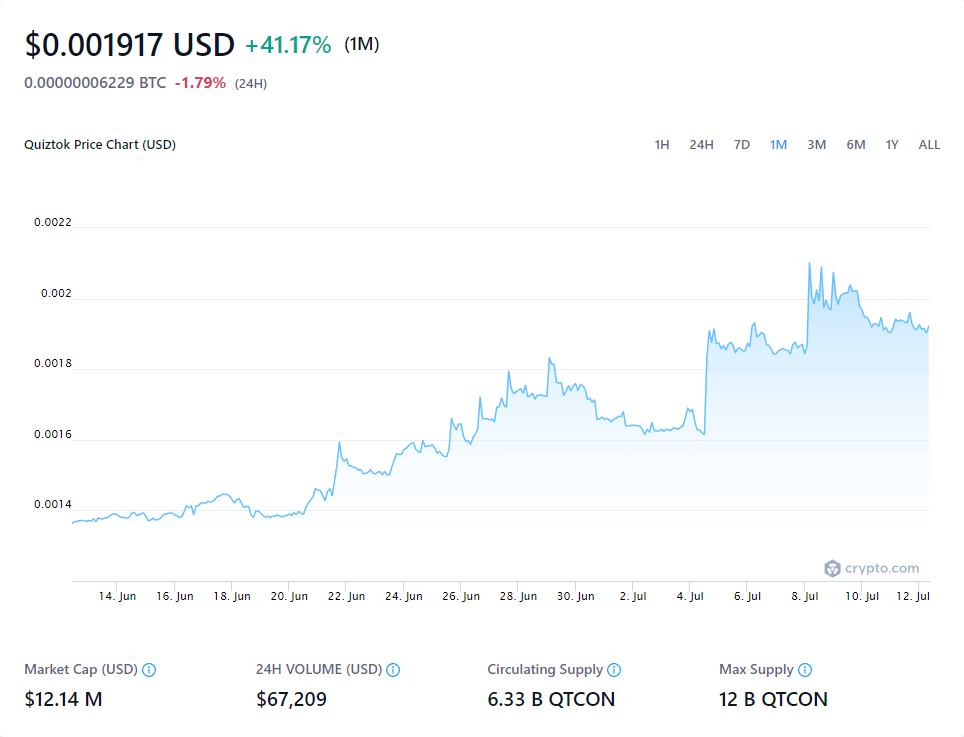 $0.001917 USD +41.17% (1M)
0.00000006229 BTC -1.79% (24H)
Quiztok Price Chart (USD) 1H 24H 7D 1M 3M 6M 1Y ALL
0.0022
0.002
0.0018
0.0016
0.0014
crypto.com
14. Jun 16. Jun 18. Jun 20. Jun 22. Jun 24. Jun 26. Jun 28. Jun 30. Jun 2. Jul 4. Jul 6. Jul 8. Jul 10. Jul 12. Jul
Market Cap (USD) 24H VOLUME (USD) Circulating Supply Max Supply
$12.14 M $67,209 6.33 B QTCON 12 B QTCON